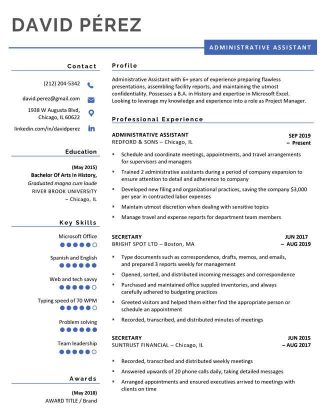 DAVID PÉREZ
ADMINISTRATIVE ASSISTANT
Contact
(212) 204-5342
david.perez@gmail.com
1938 W Augusta Blvd,
Chicago, IL 60622
linkedin.com/in/davidperez
Education
(May 2015)
Bachelor Of Arts in History,
Graduated magna cum laude
RIVER BROOK UNIVERSITY
– Chicago, IL
Key Skills
Microsoft Office
Spanish and English
Web and tech savvy
Typing speed of 70 WPM
Problem solving
Team leadership
Awards
(May 2018)
AWARD TITLE / Brand
Profile
Administrative Assistant with 6+ years of experience preparing flawless
presentations, assembling facility reports, and maintaining the utmost
confidentiality. Possesses a B.A. in History and expertise in Microsoft Excel.
Looking to leverage my knowledge and experience into a role as Project Manager.
Professional Experience
ADMINISTRATIVE ASSISTANT SEP 2019
REDFORD & SONS – Chicago, IL – Present
• Schedule and coordinate meetings, appointments, and travel arrangements
for supervisors and managers
• Trained 2 administrative assistants during a period of company expansion to
ensure attention to detail and adherence to company
• Developed new filing and organizational practices, saving the company $3,000
per year in contracted labor expenses
• Maintain utmost discretion when dealing with sensitive topics
• Manage travel and expense reports for department team members
SECRETARY JUN 2017
BRIGHT SPOT LTD – Boston, MA – AUG 2019
• Type documents such as correspondence, drafts, memos, and emails,
and prepared 3 reports weekly for management
• Opened, sorted, and distributed incoming messages and correspondence
• Purchased and maintained office supplied inventories, and always
carefully adhered to budgeting practices
• Greeted visitors and helped them either find the appropriate person or
schedule an appointment
• Recorded, transcribed, and distributed minutes of meetings
SECRETARY JUN 2015
SUNTRUST FINANCIAL – Chicago, IL – AUG 2017
• Recorded, transcribed and distributed weekly meetings
• Answered upwards of 20 phone calls daily, taking detailed messages
• Arranged appointments and ensured executives arrived to meetings with
clients on time